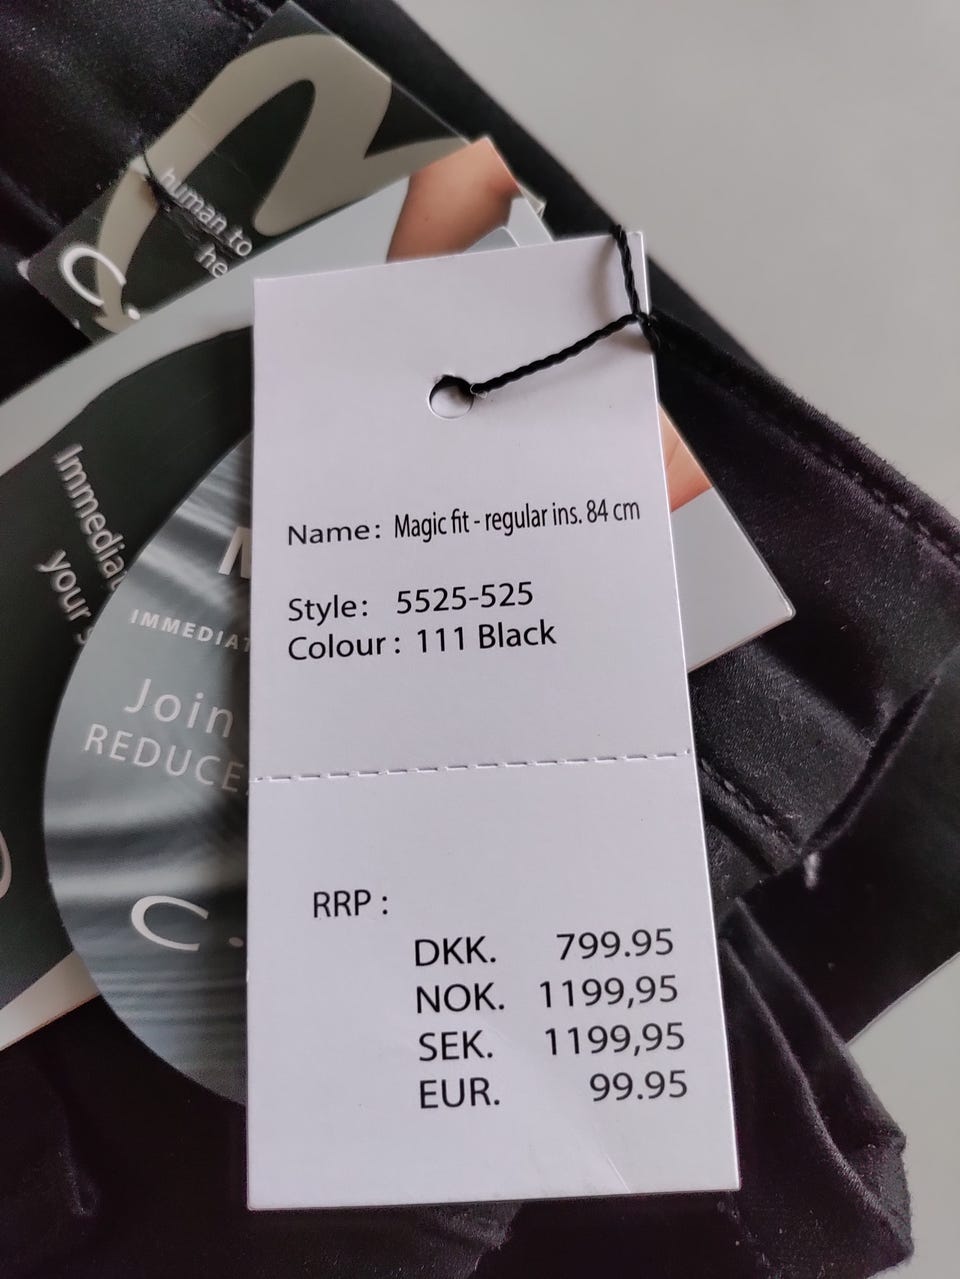 human to
he
C.
Immediat
your
IMMEDIAT
Join
REDUCE
C.
Name: Magic fit - regular ins. 84 cm
Style: 5525-525
Colour: 111 Black
RRP :
DKK. 799.95
NOK. 1199,95
SEK. 1199,95
EUR. 99.95